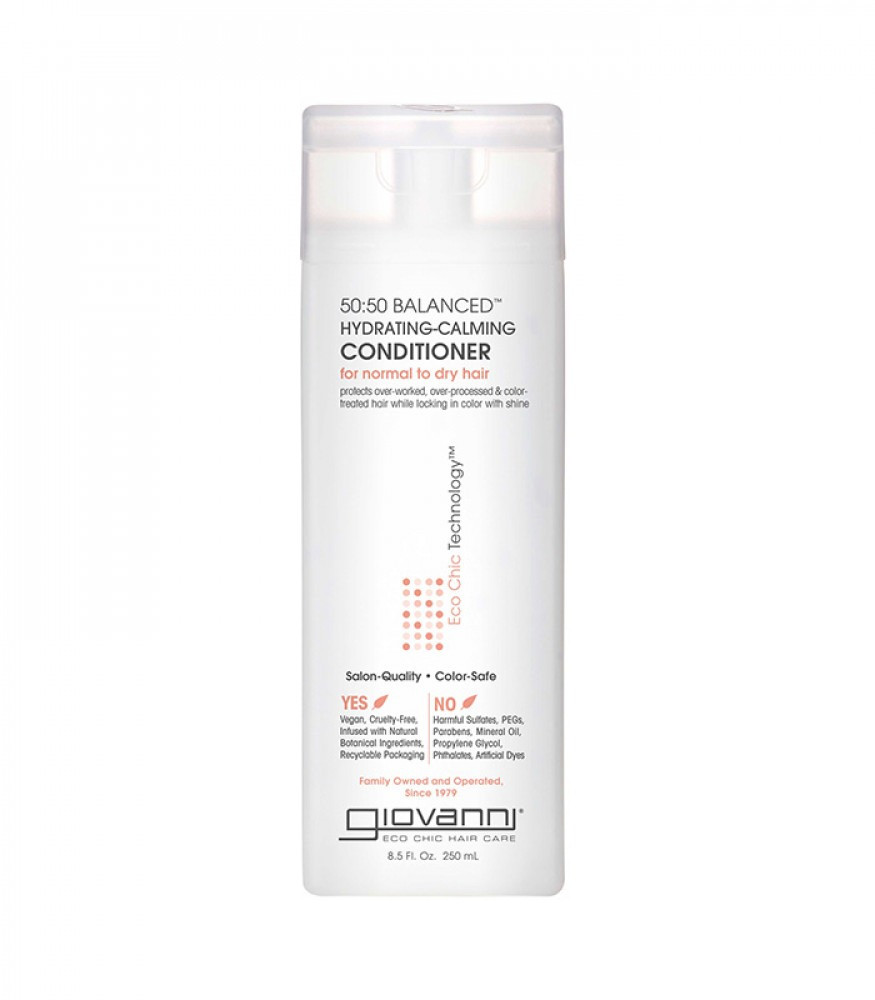 50:50 BALANCED™
HYDRATING-CALMING
CONDITIONER
for normal to dry hair
protects over-worked, over-processed & color-
treated hair while locking in color with shine
Eco Chic Technology™
Salon-Quality • Color-Safe
YES
Vegan, Cruelty-Free,
Infused with Natural
Botanical Ingredients,
Recyclable Packaging
NO
Harmful Sulfates, PEGs,
Parabens, Mineral Oil,
Propylene Glycol,
Phthalates, Artificial Dyes
Family Owned and Operated,
Since 1979
giovanni®
ECO CHIC HAIR CARE
8.5 Fl. Oz. 250 mL